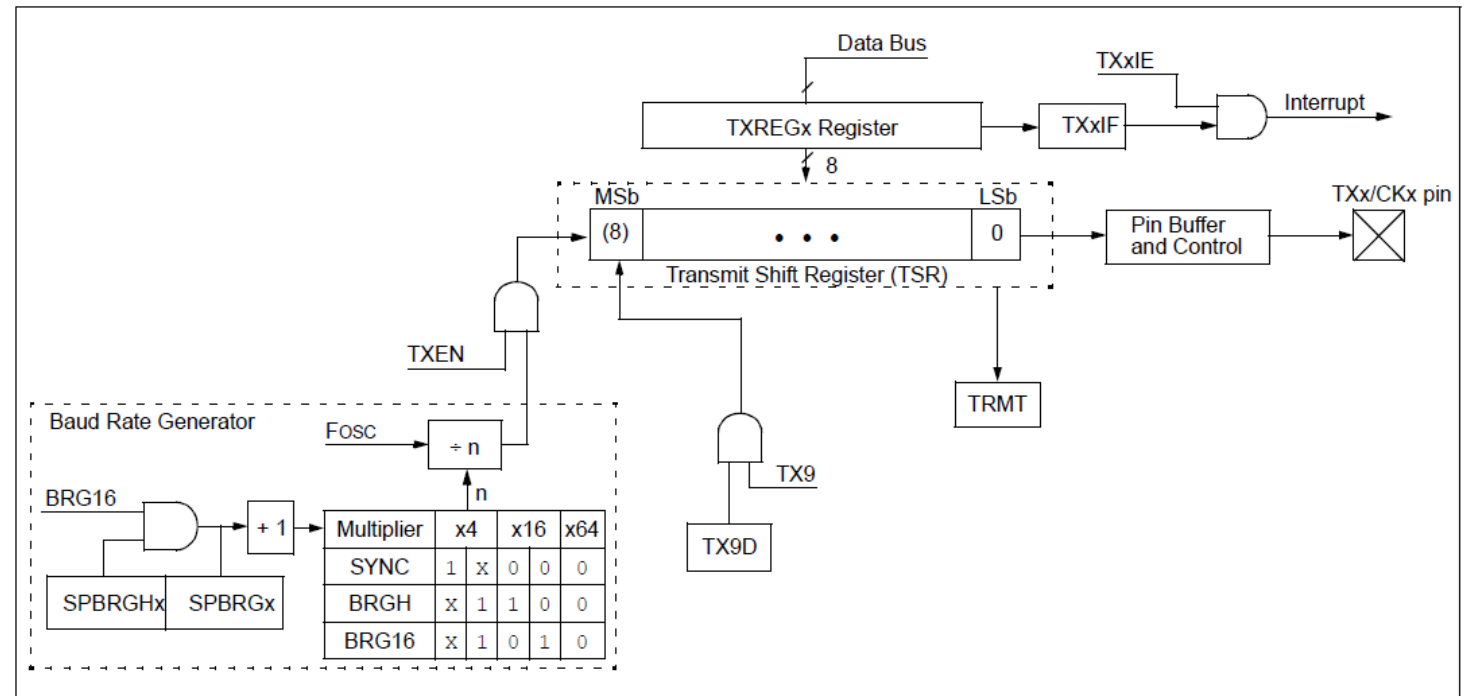 Data Bus
TXxIE
Interrupt
TXREGx Register
TXxIF
8
MSb
LSb
TXx/CKx pin
(8)
• • •
0
Pin Buffer
and Control
Transmit Shift Register (TSR)
TXEN
TRMT
Baud Rate Generator
FOSC
÷ n
TX9
n
BRG16
+ 1
Multiplier x4 x16 x64
TX9D
SYNC 1 X 0 0 0
SPBRGHx SPBRGx
BRGH X 1 1 0 0
BRG16 X 1 0 1 0